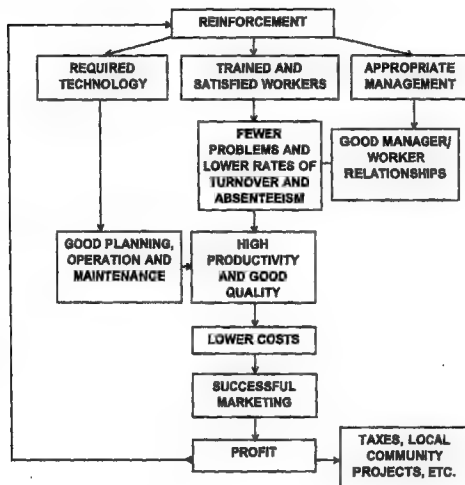 REINFORCEMENT
REQUIRED
TECHNOLOGY
TRAINED AND
SATISFIED WORKERS
APPROPRIATE
MANAGEMENT
FEWER
PROBLEMS AND
LOWER RATES OF
TURNOVER AND
ABSENTEEISM
GOOD MANAGER/
WORKER
RELATIONSHIPS
GOOD PLANNING,
OPERATION AND
MAINTENANCE
HIGH
PRODUCTIVITY
AND GOOD
QUALITY
LOWER COSTS
SUCCESSFUL
MARKETING
PROFIT
TAXES, LOCAL
COMMUNITY
PROJECTS, ETC.